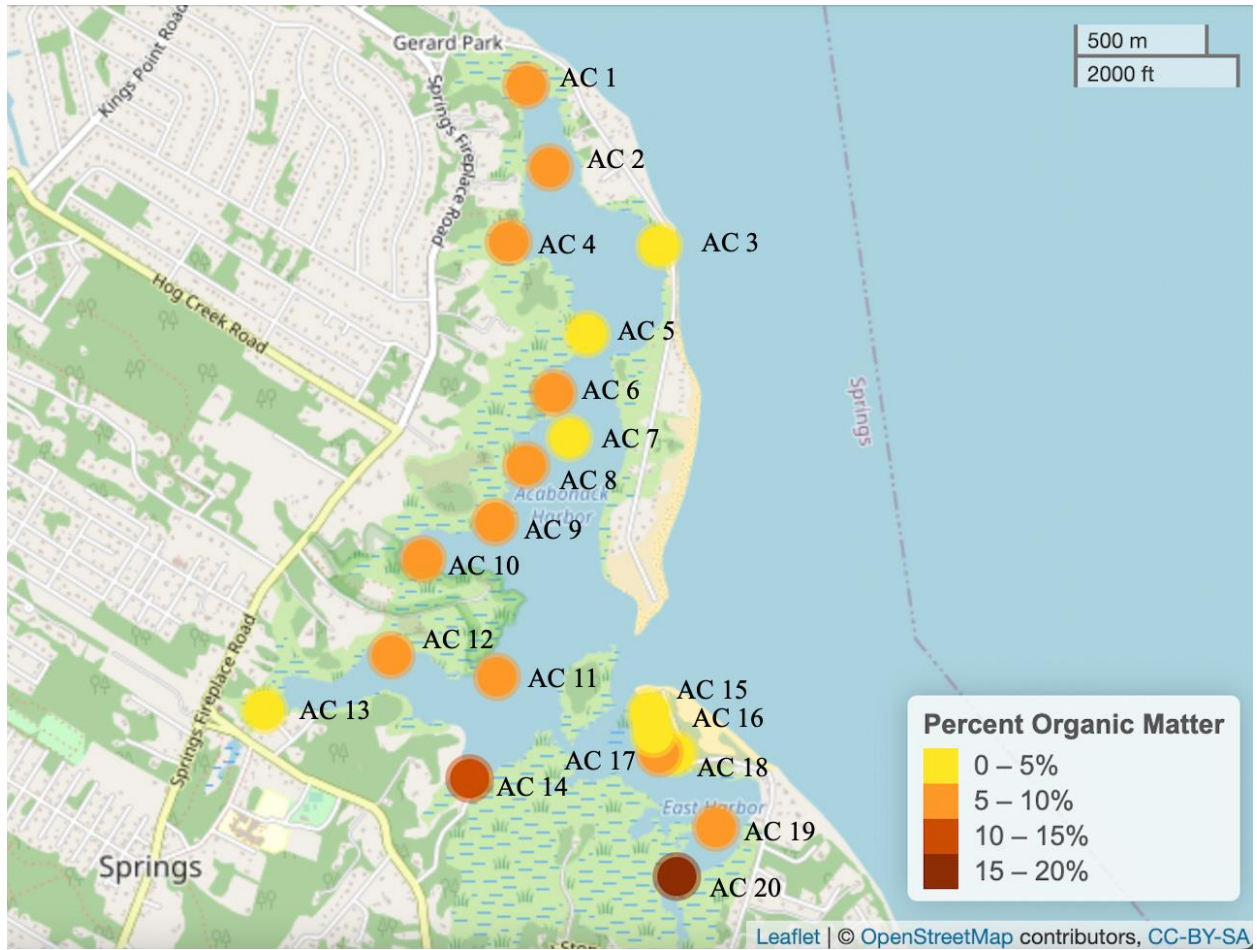 Kings Point Road
Gerard Park
Springs Fireplace Road
AC 1
500 m
2000 ft
AC 2
AC 3
AC 4
Hog Creek Road
AC 5
AC 6
AC 7
AC 8
Springs
Acabonack
Harbor
AC 9
AC 10
AC 12
AC 11
Springs Fireplace Road
AC 13
AC 15
AC 16
AC 17
AC 18
AC 14
East Harbor
AC 19
AC 20
Springs
Percent Organic Matter
0 – 5%
5 – 10%
10 – 15%
15 – 20%
Leaflet | © OpenStreetMap contributors, CC-BY-SA